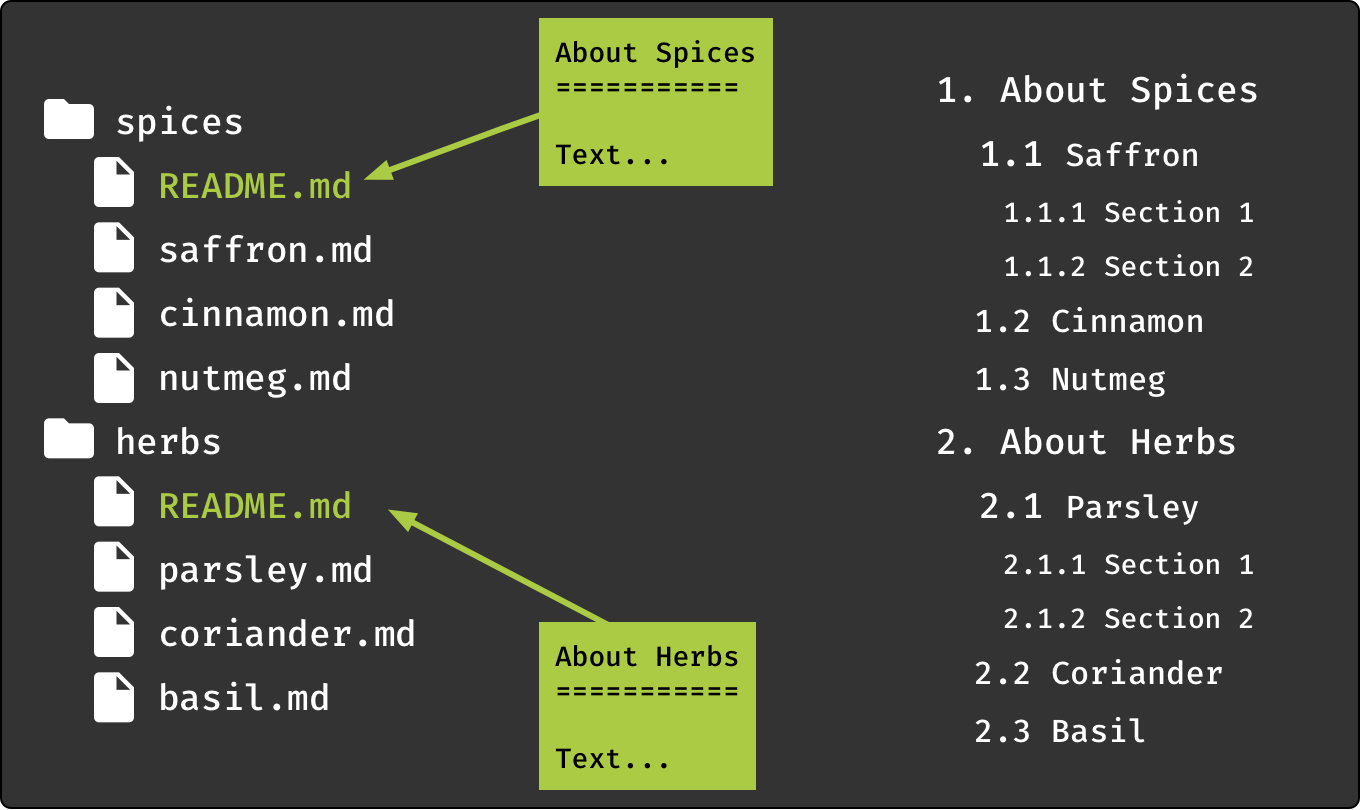 spices
README.md
saffron.md
cinnamon.md
nutmeg.md
herbs
README.md
parsley.md
coriander.md
basil.md
About Spices
===========
Text...
About Herbs
===========
Text...
1. About Spices
1.1 Saffron
1.1.1 Section 1
1.1.2 Section 2
1.2 Cinnamon
1.3 Nutmeg
2. About Herbs
2.1 Parsley
2.1.1 Section 1
2.1.2 Section 2
2.2 Coriander
2.3 Basil